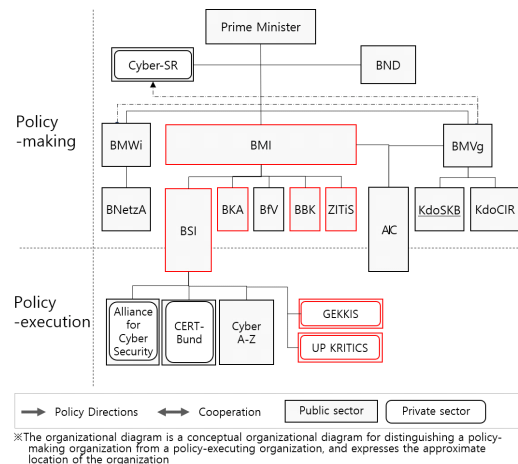 Prime Minister
Cyber-SR
BND
Policy
-making
BMWi
BMI
BMVg
BNetzA
BSI
BKA
BfV
BBK
ZITiS
AIC
KdoSKB
KdoCIR
Policy
-execution
Alliance
for
Cyber
Security
CERT-
Bund
Cyber
A-Z
GEKKIS
UP KRITICS
Policy Directions
Cooperation
Public sector
Private sector
※The organizational diagram is a conceptual organizational diagram for distinguishing a policy-
making organization from a policy-executing organization, and expresses the approximate
location of the organization